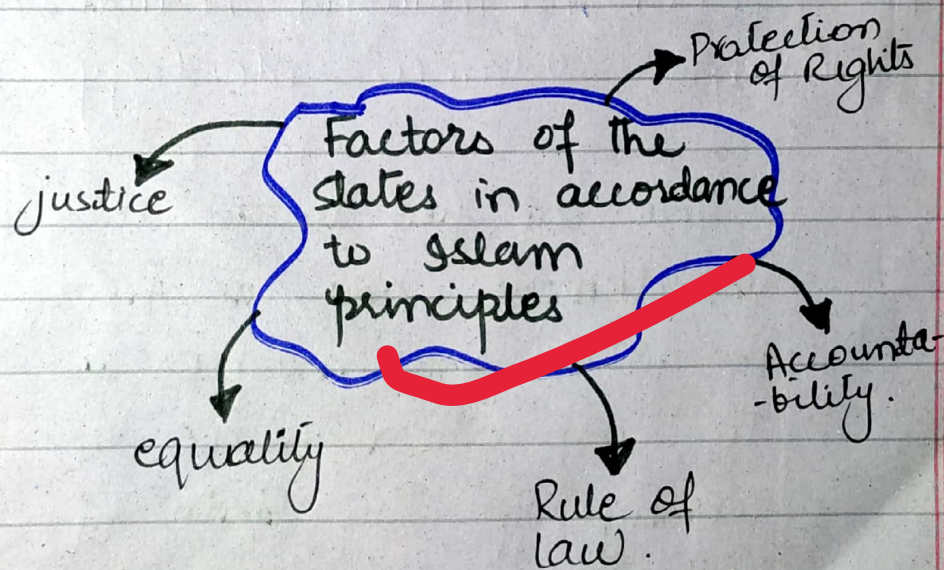 Protection
of Rights
Factors of the
states in accordance
to Islam
principles
justice
Accounta-
-bility.
equality
Rule of
law.